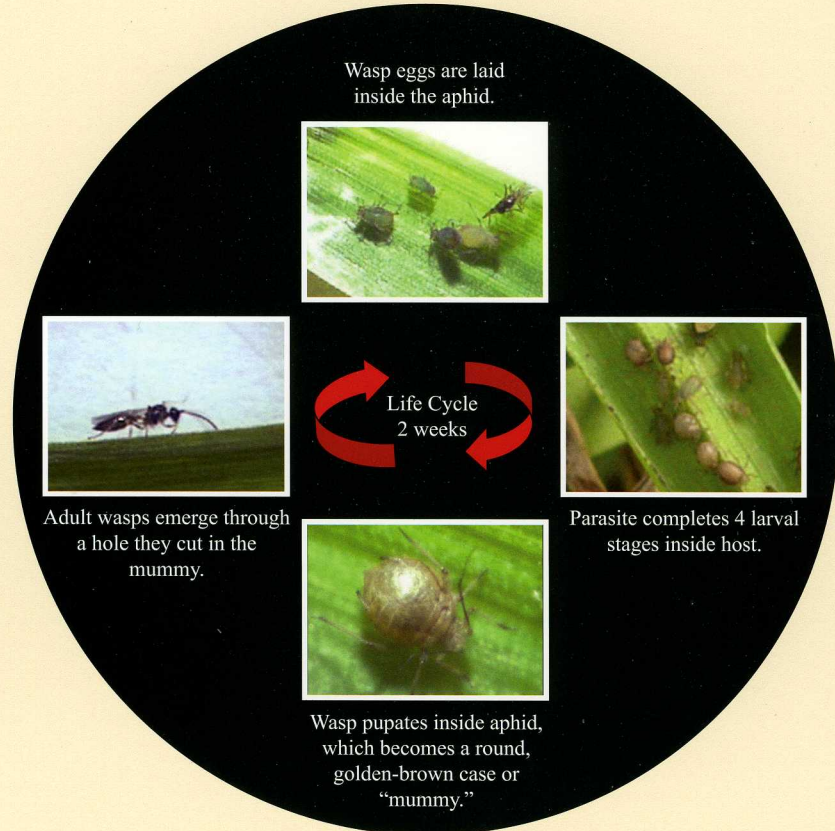 Wasp eggs are laid
inside the aphid.
Life Cycle
2 weeks
Adult wasps emerge through
a hole they cut in the
mummy.
Parasite completes 4 larval
stages inside host.
Wasp pupates inside aphid,
which becomes a round,
golden-brown case or
“mummy.”